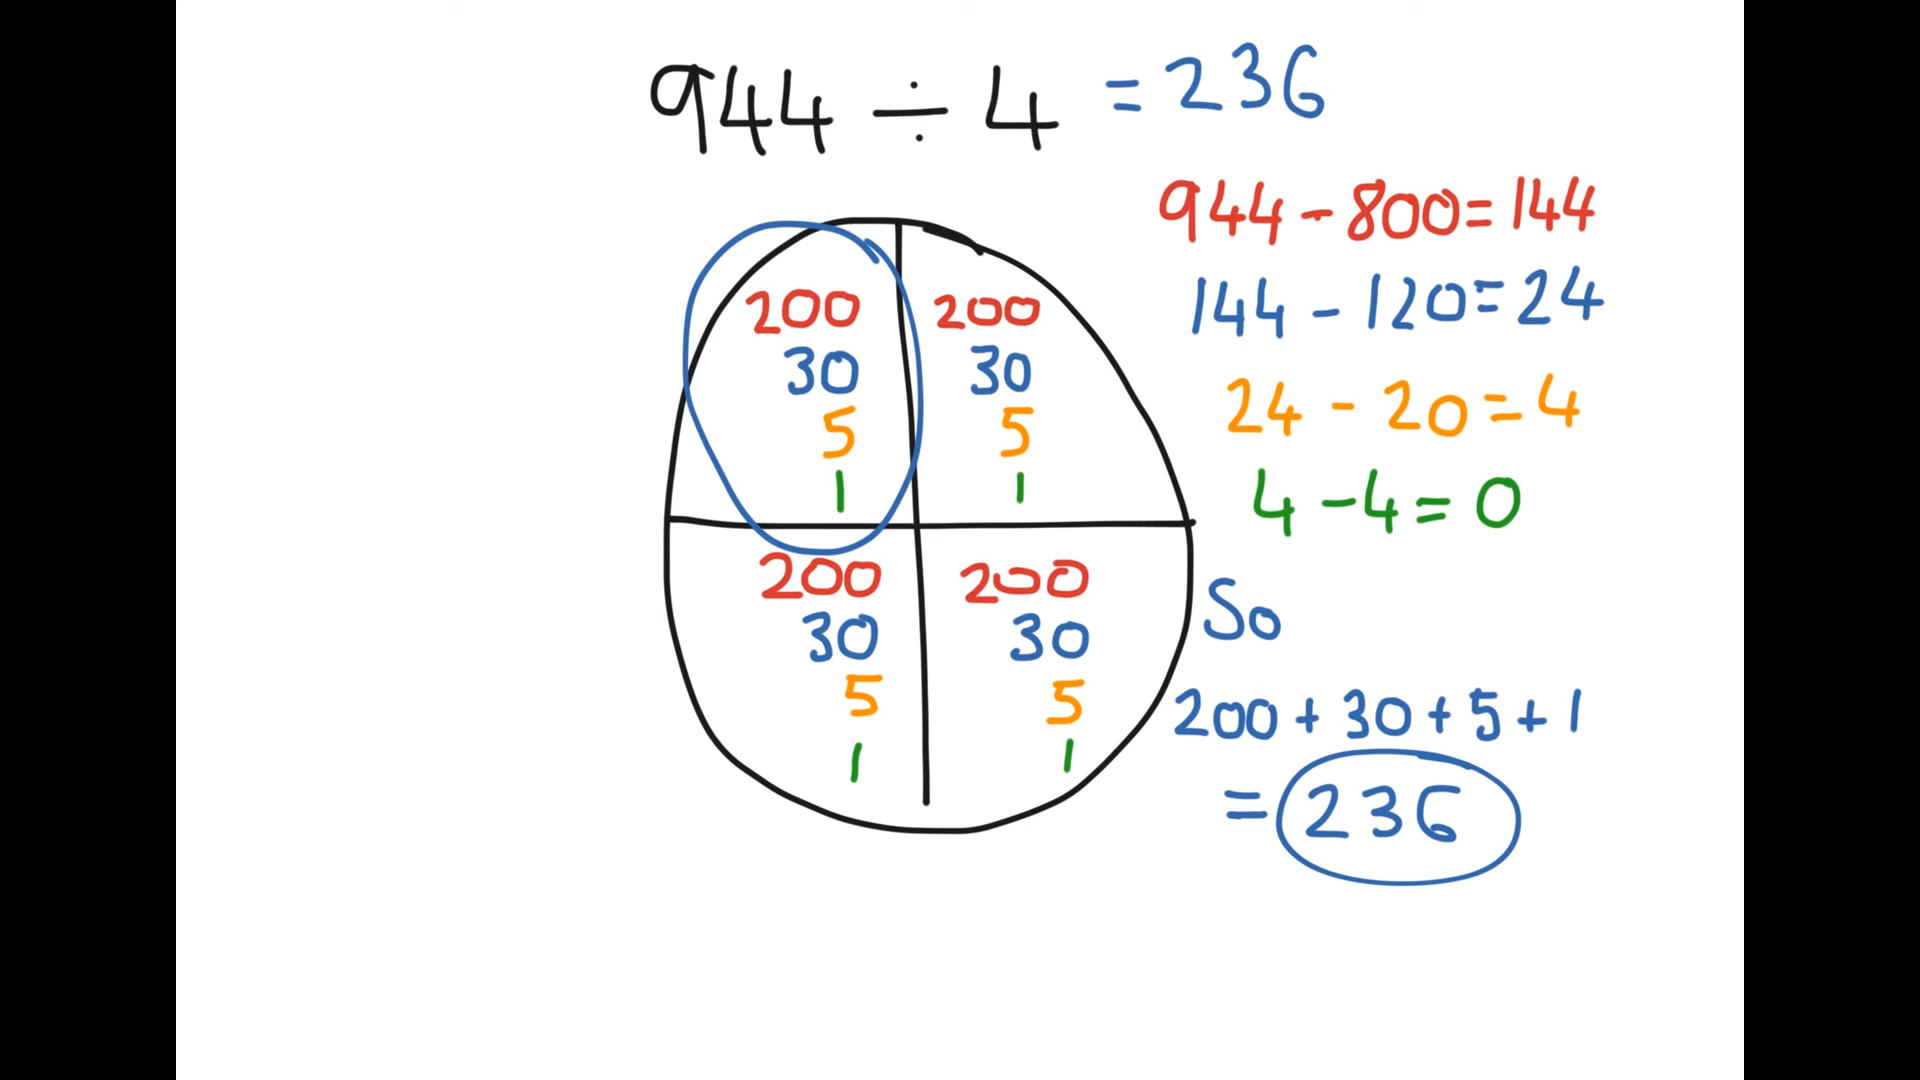 944 ÷ 4 = 236
944 - 800 = 144
144 - 120 = 24
24 - 20 = 4
4 - 4 = 0
200 200
30 30
5 5
1 1
200 200
30 30
5 5
1 1
So
200 + 30 + 5 + 1
= 236